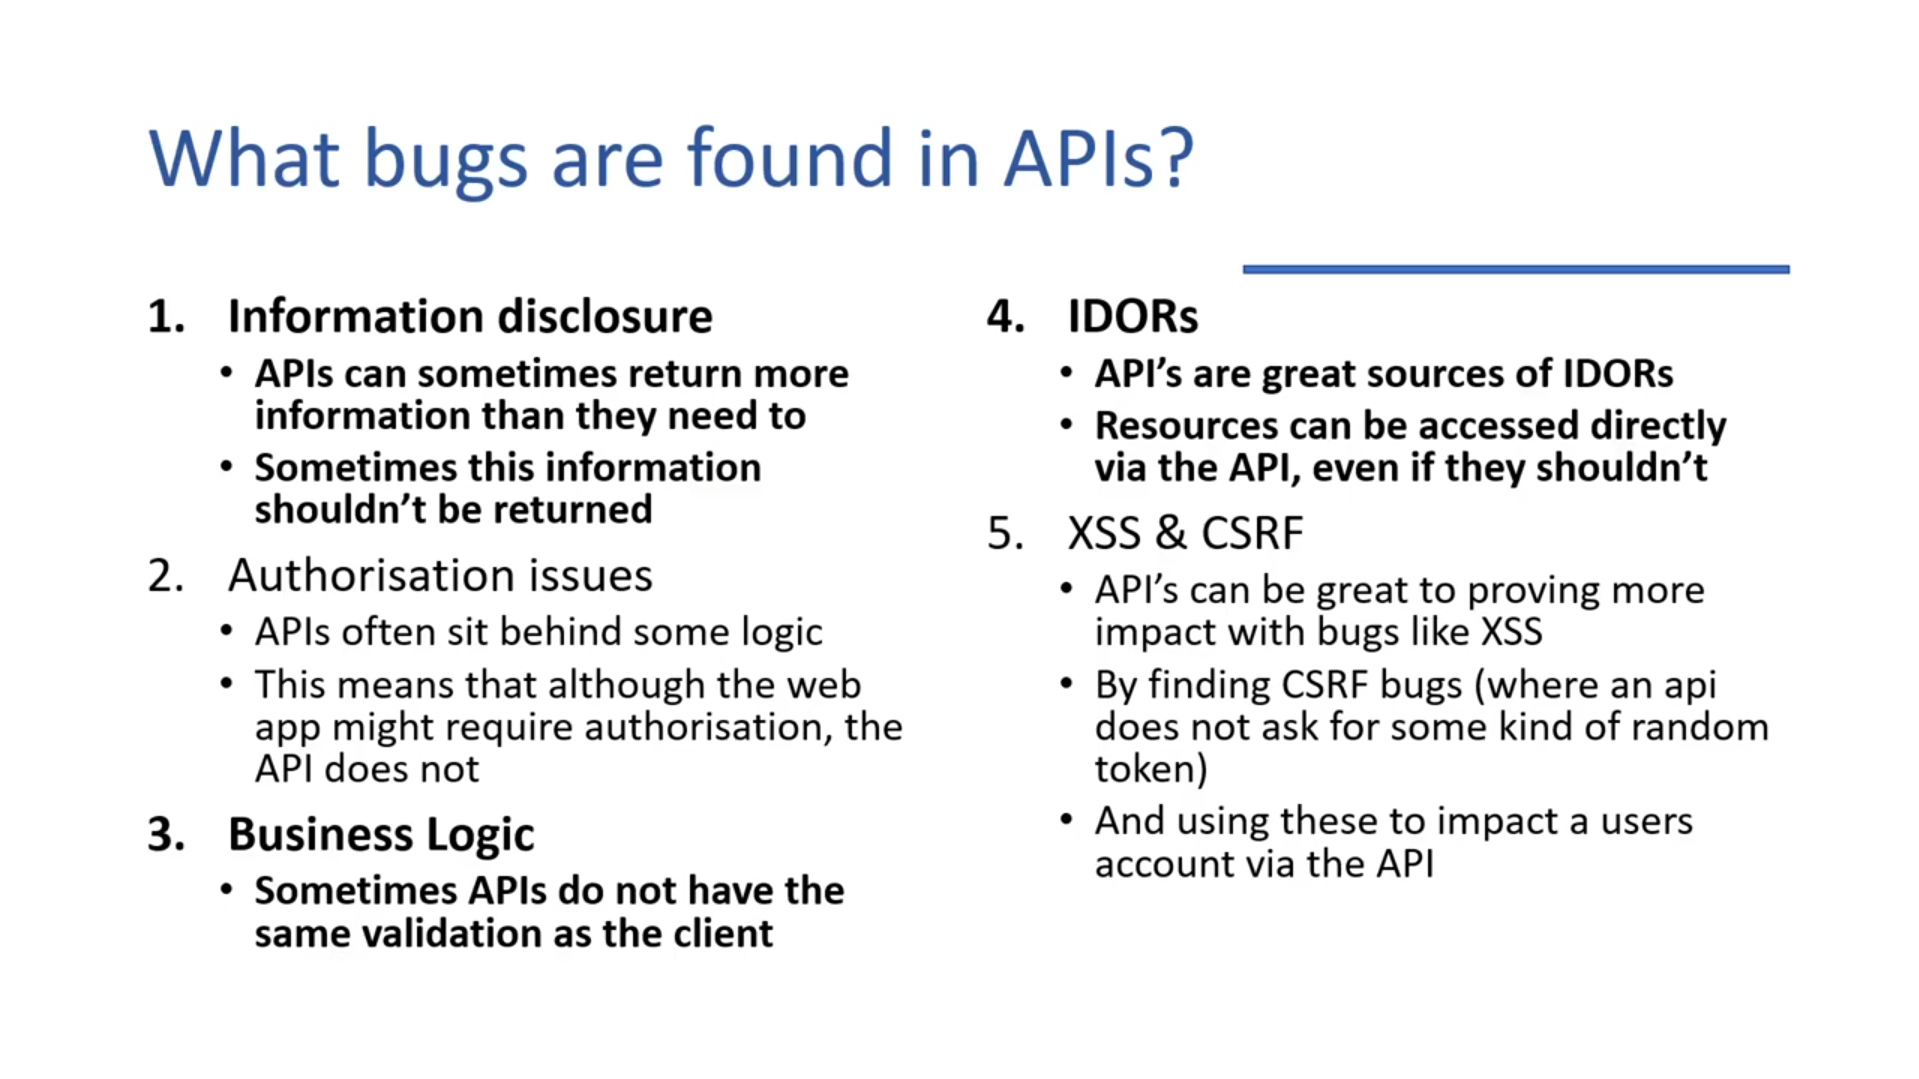 What bugs are found in APIs?
1. Information disclosure
• APIs can sometimes return more
information than they need to
• Sometimes this information
shouldn’t be returned
2. Authorisation issues
• APIs often sit behind some logic
• This means that although the web
app might require authorisation, the
API does not
3. Business Logic
• Sometimes APIs do not have the
same validation as the client
4. IDORs
• API’s are great sources of IDORs
• Resources can be accessed directly
via the API, even if they shouldn’t
5. XSS & CSRF
• API’s can be great to proving more
impact with bugs like XSS
• By finding CSRF bugs (where an api
does not ask for some kind of random
token)
• And using these to impact a users
account via the API